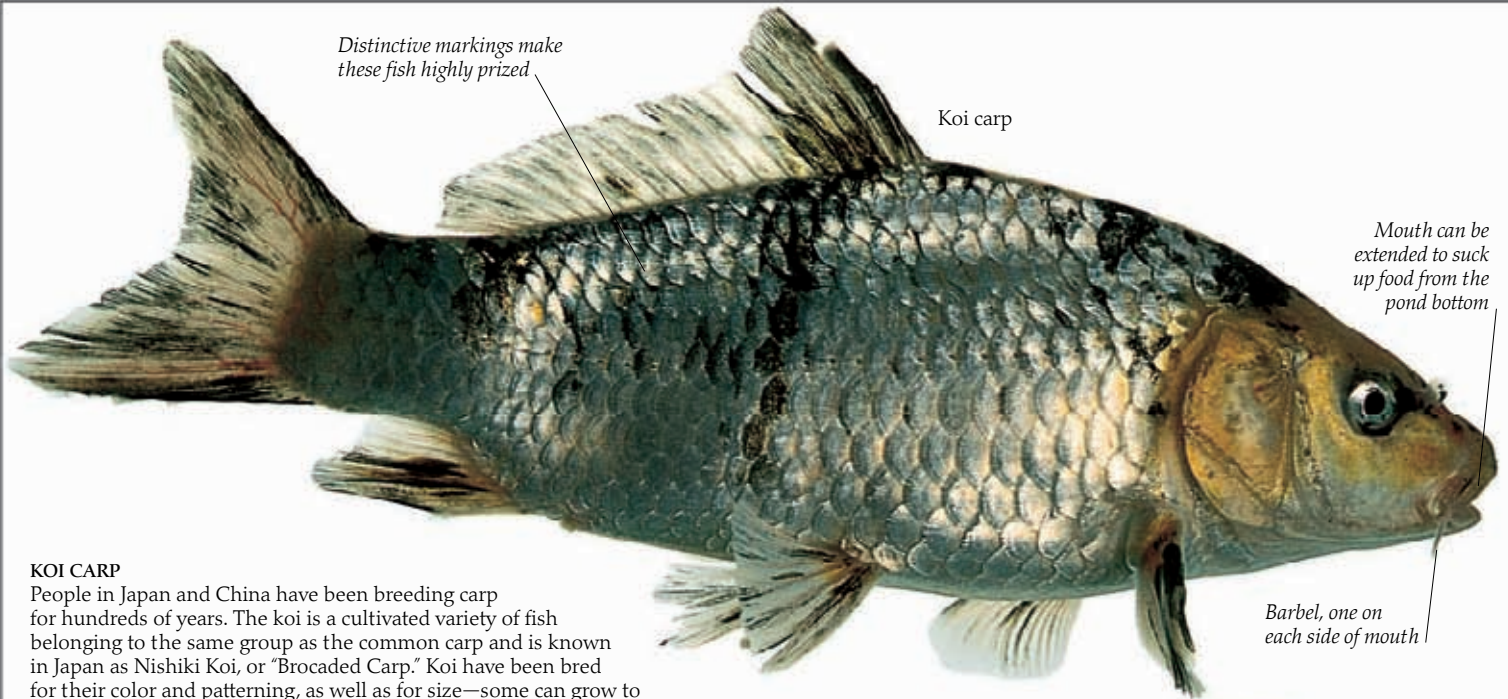 Distinctive markings make
these fish highly prized
Koi carp
Mouth can be
extended to suck
up food from the
pond bottom
KOI CARP
People in Japan and China have been breeding carp
for hundreds of years. The koi is a cultivated variety of fish
belonging to the same group as the common carp and is known
in Japan as Nishiki Koi, or “Brocaded Carp.” Koi have been bred
for their color and patterning, as well as for size—some can grow to
Barbel, one on
each side of mouth